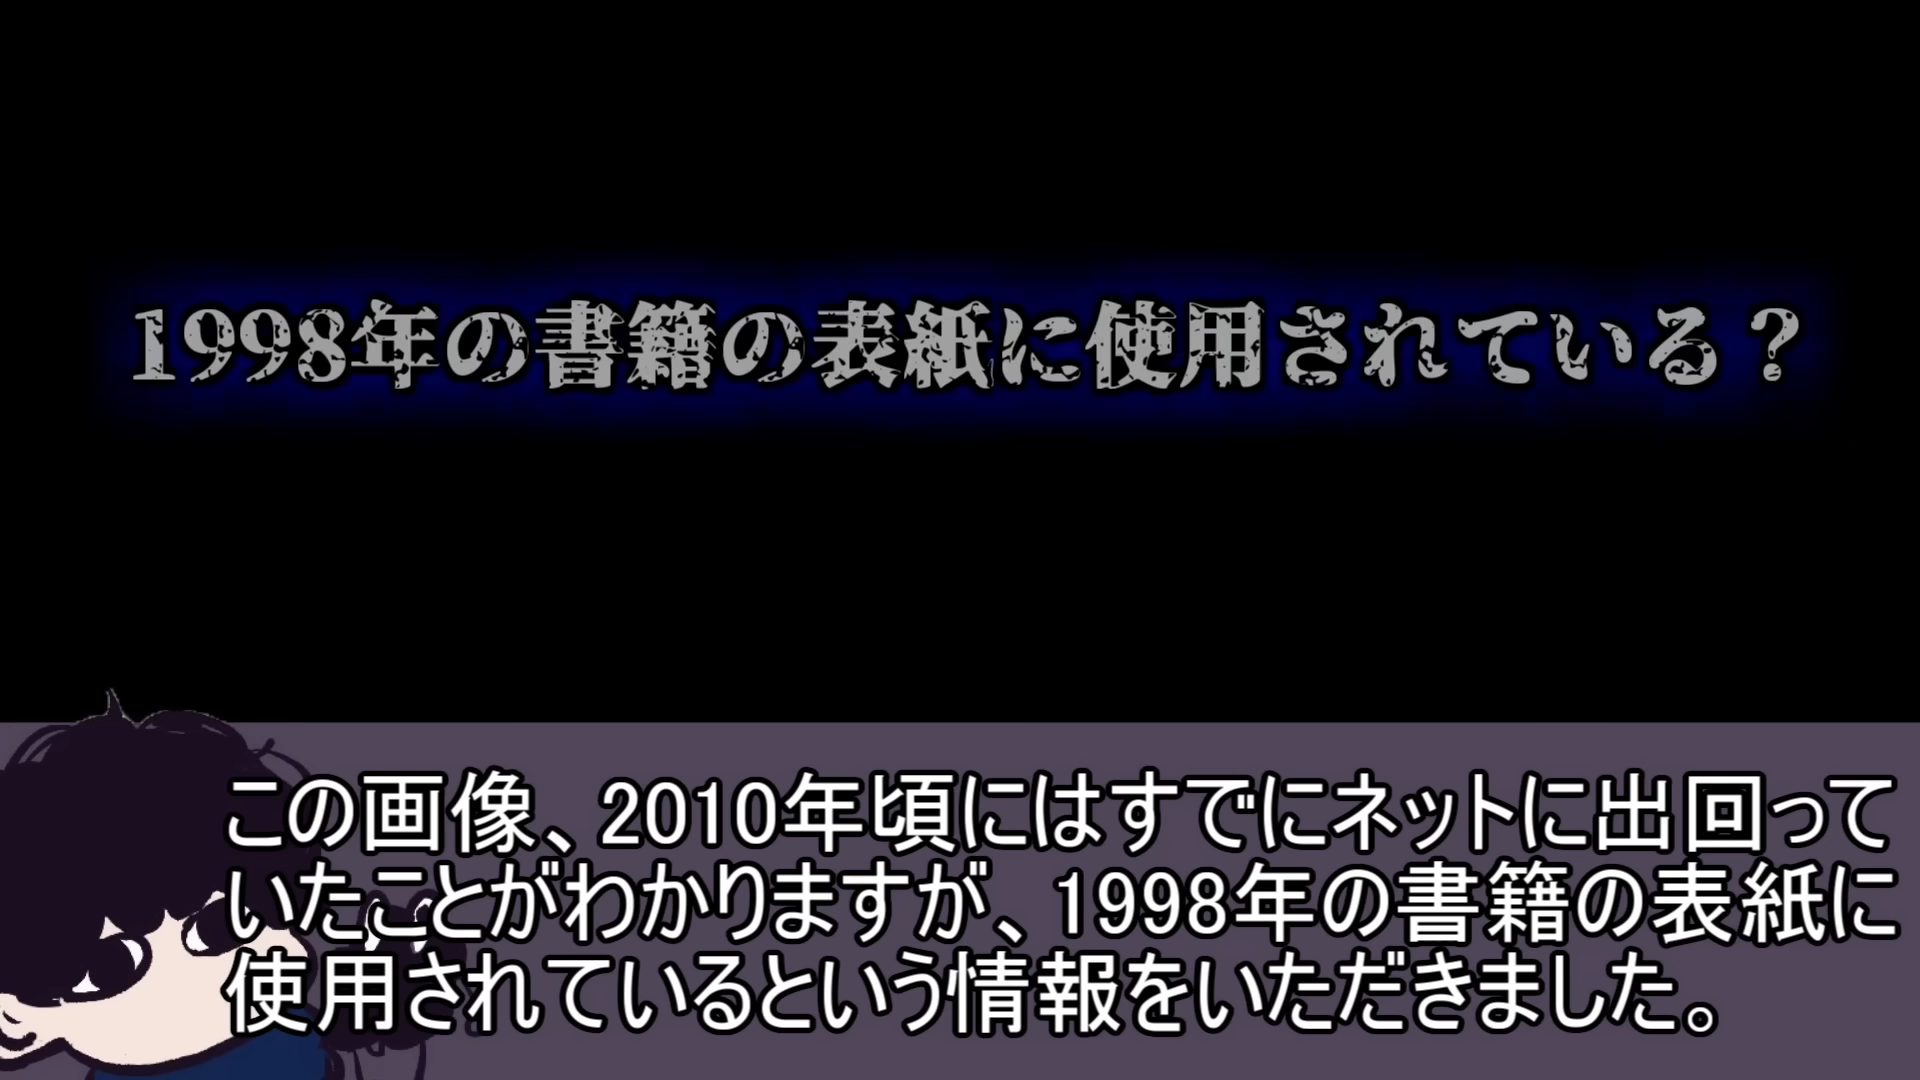 1998年の書籍の表紙に使用されている？
この画像、2010年頃にはすでにネットに出回って
いたことがわかりますが、1998年の書籍の表紙に
使用されているという情報をいただきました。